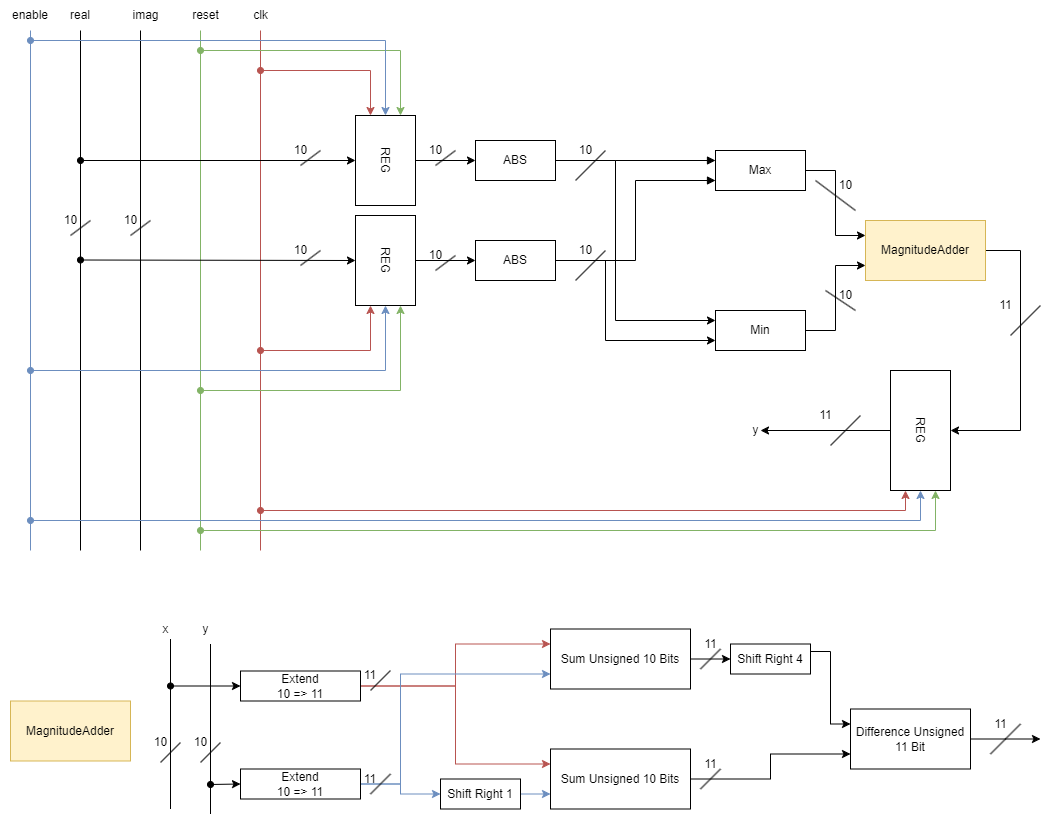 enable real imag reset clk
10 REG 10 ABS 10 Max
10
10 10 MagnitudeAdder
10 REG 10 ABS 10
10
11
Min
11 REG
y
x y
Sum Unsigned 10 Bits 11 Shift Right 4
Extend
10 => 11
11
MagnitudeAdder
10 10
Difference Unsigned
11 Bit
11
Extend
10 => 11
11
Shift Right 1
Sum Unsigned 10 Bits 11